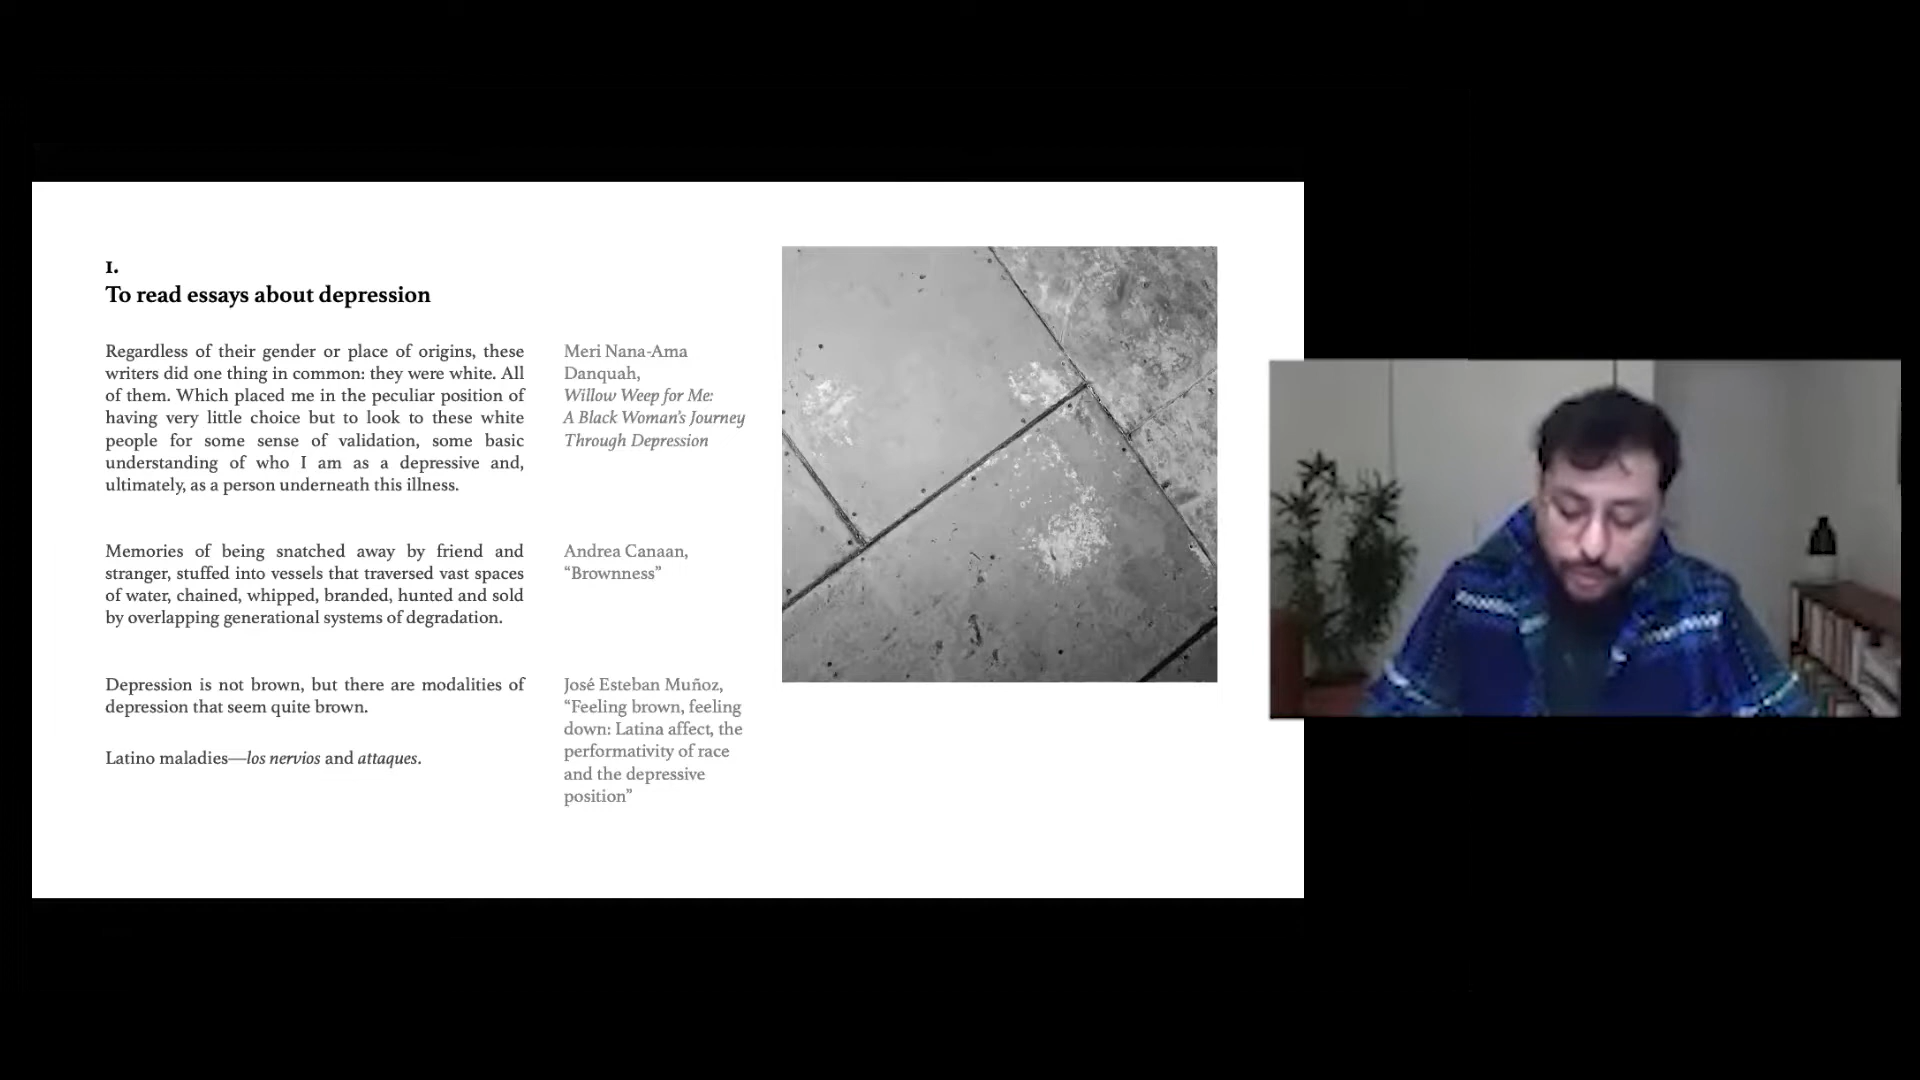 I.
To read essays about depression
Regardless of their gender or place of origins, these
writers did one thing in common: they were white. All
of them. Which placed me in the peculiar position of
having very little choice but to look to these white
people for some sense of validation, some basic
understanding of who I am as a depressive and,
ultimately, as a person underneath this illness.
Meri Nana-Ama
Danquah,
Willow Weep for Me:
A Black Woman's Journey
Through Depression
Memories of being snatched away by friend and
stranger, stuffed into vessels that traversed vast spaces
of water, chained, whipped, branded, hunted and sold
by overlapping generational systems of degradation.
Andrea Canaan,
“Brownness”
Depression is not brown, but there are modalities of
depression that seem quite brown.
Latino maladies—los nervios and attaques.
José Esteban Muñoz,
“Feeling brown, feeling
down: Latina affect, the
performativity of race
and the depressive
position”